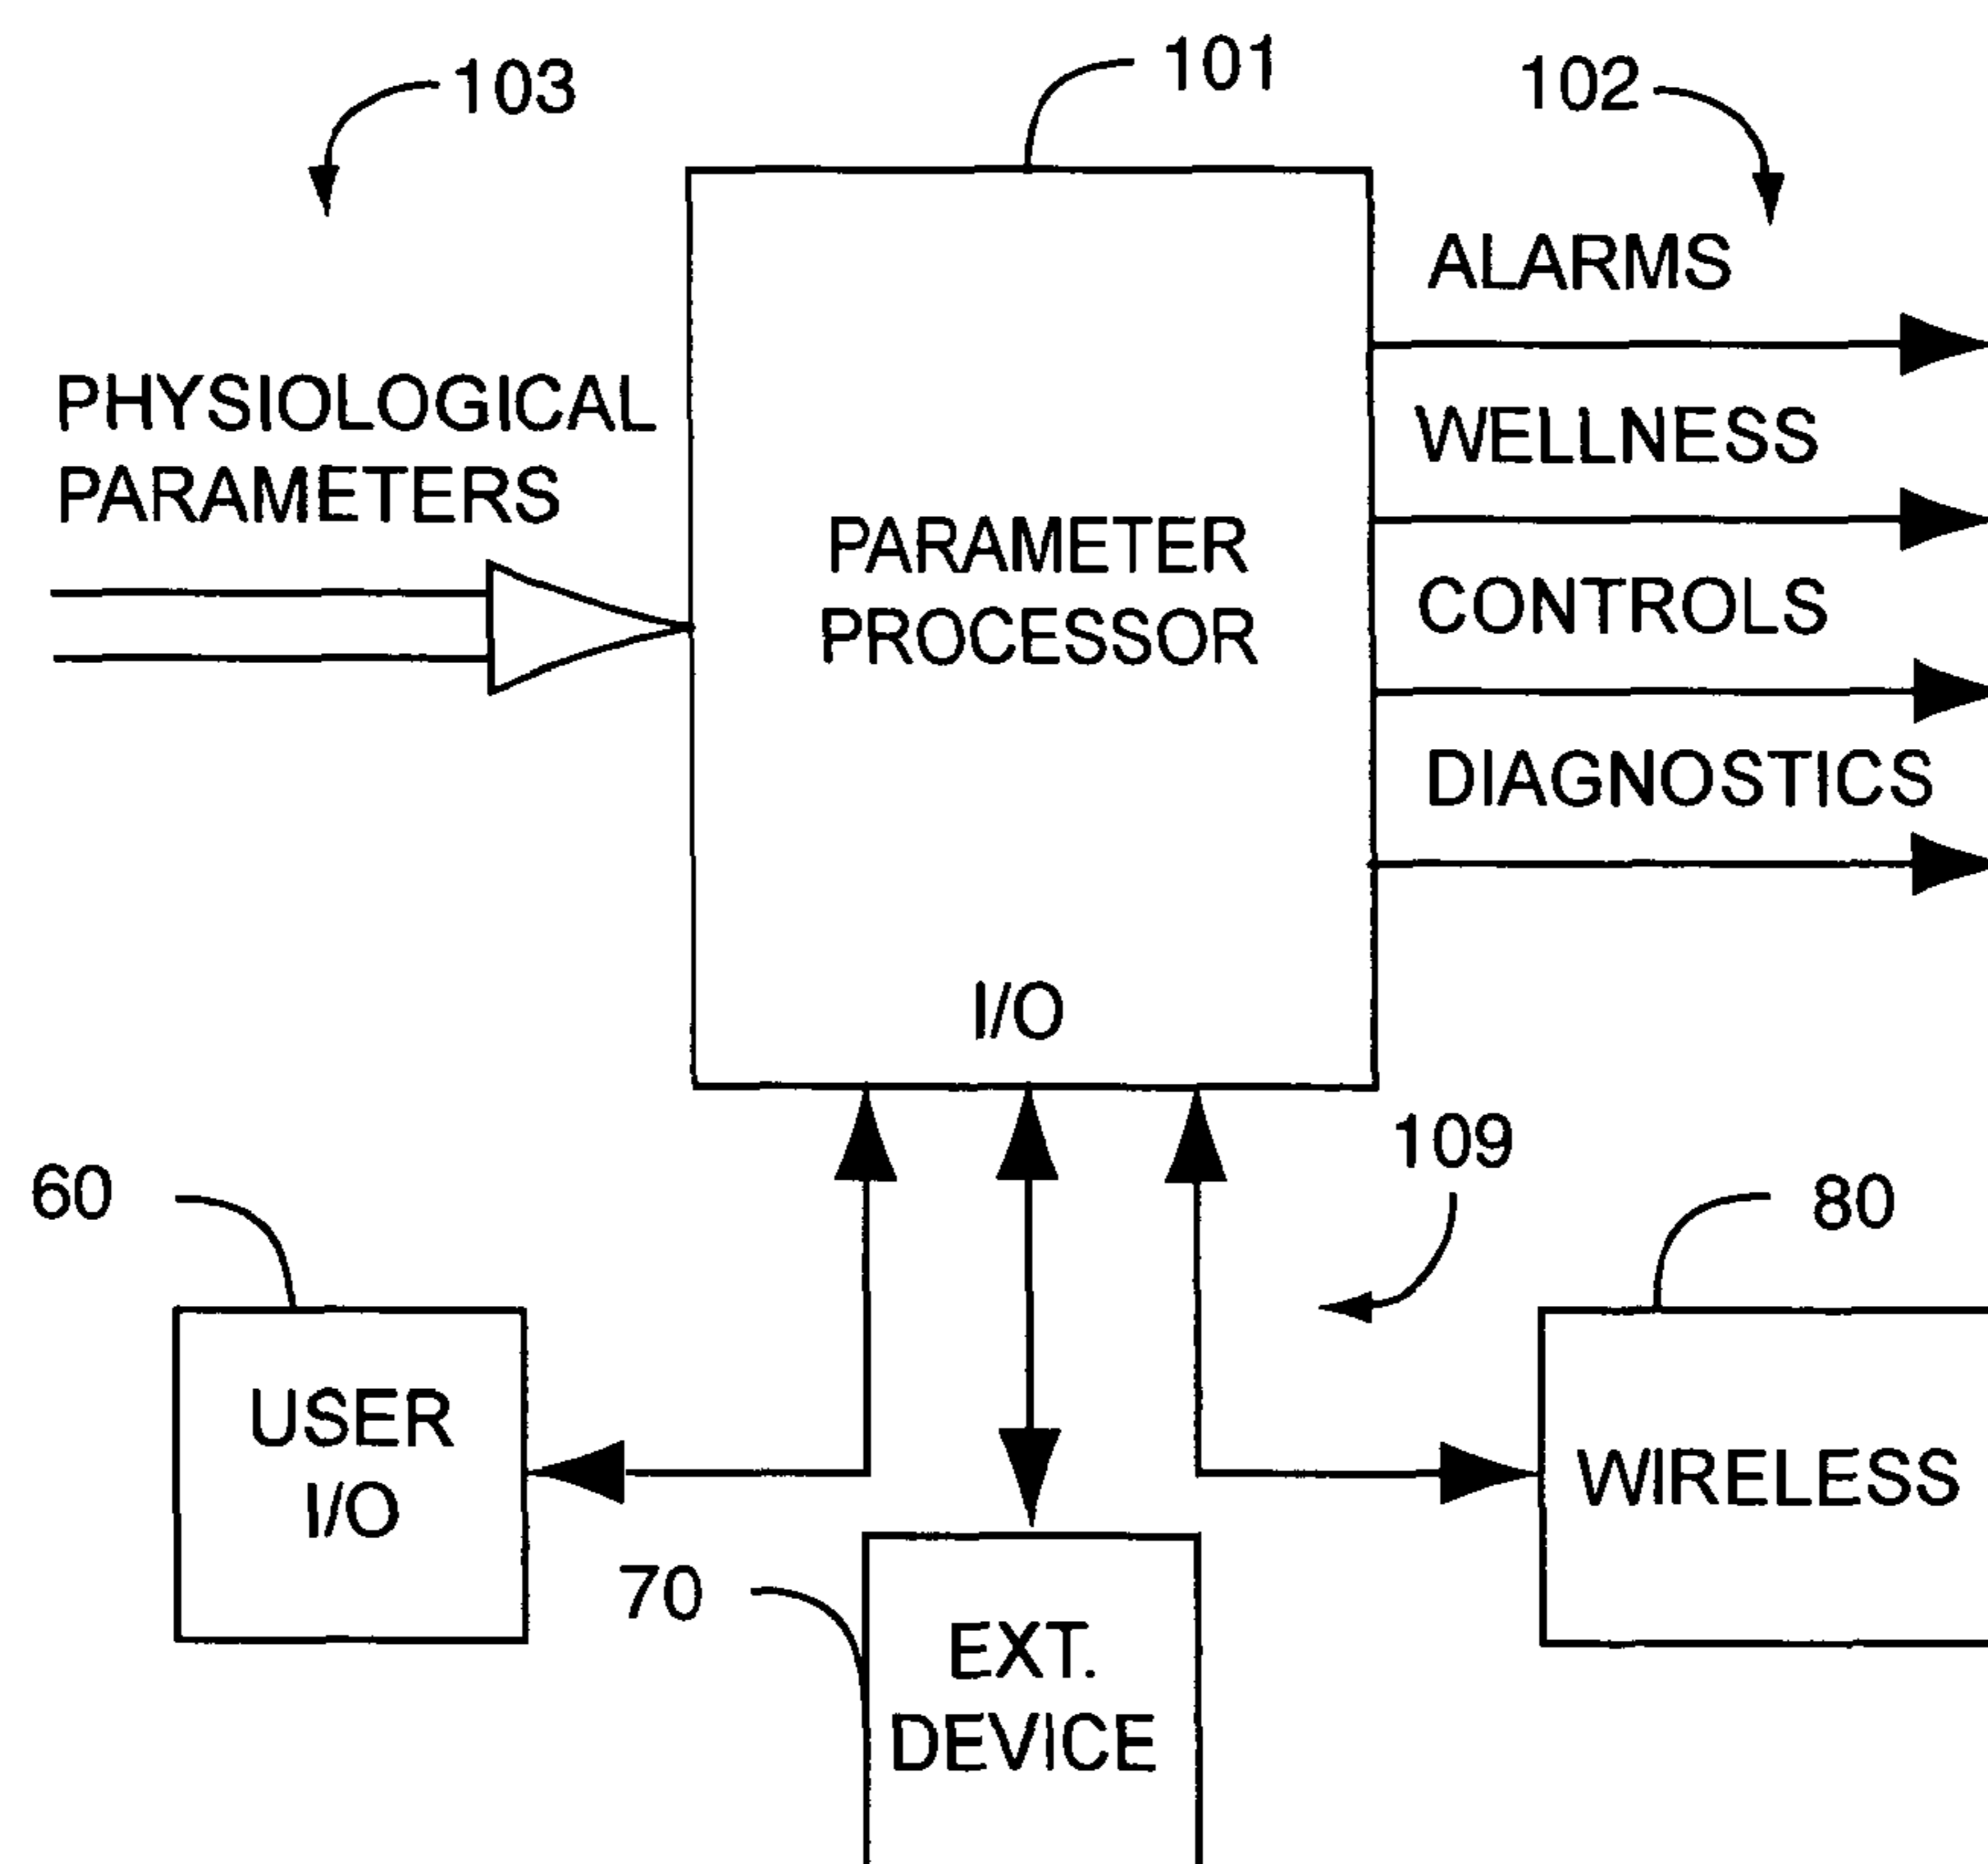 103
101
102
ALARMS
PHYSIOLOGICAL
PARAMETERS
WELLNESS
PARAMETER
PROCESSOR
CONTROLS
DIAGNOSTICS
I/O
109
60
80
USER
I/O
WIRELESS
70
EXT.
DEVICE